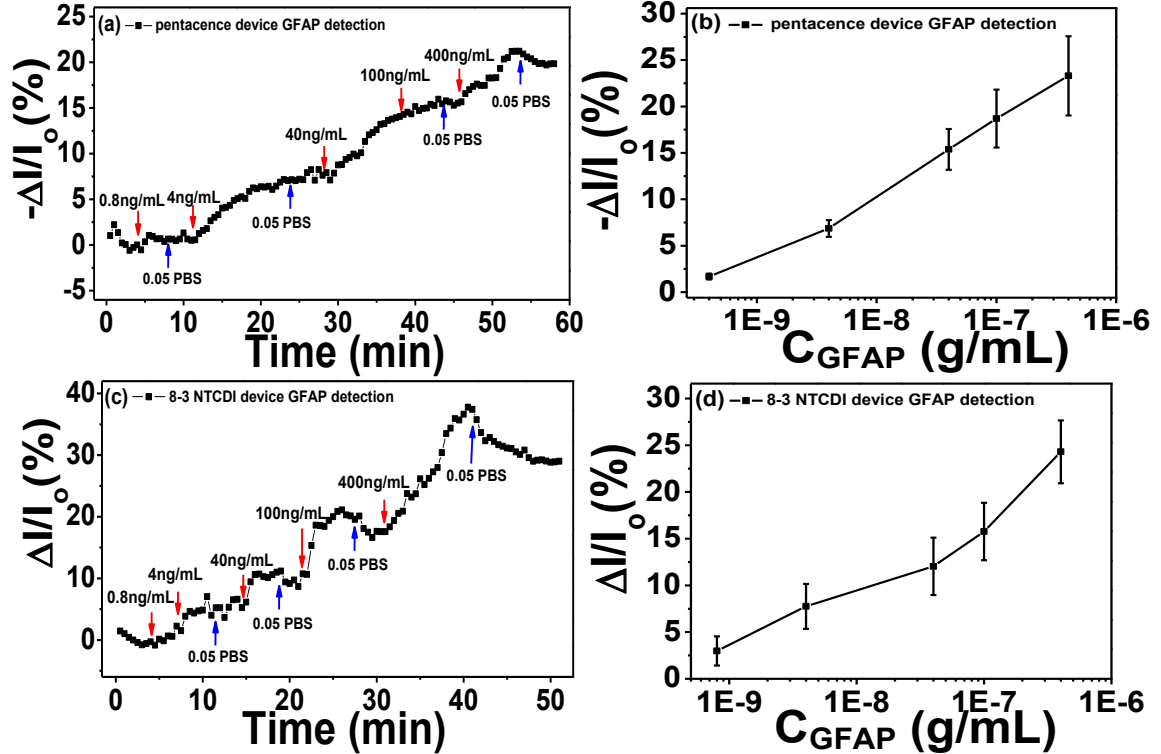 (a) -■- pentacence device GFAP detection
-ΔI/Io(%)
25
20
15
10
5
0
-5
0.8ng/mL
4ng/mL
40ng/mL
100ng/mL
400ng/mL
0.05 PBS
0.05 PBS
0.05 PBS
0.05 PBS
0 10 20 30 40 50 60
Time (min)
(b) -■- pentacence device GFAP detection
-ΔI/Io(%)
30
25
20
15
10
5
0
1E-9 1E-8 1E-7 1E-6
CGFAP (g/mL)
(c) -■- 8-3 NTCDI device GFAP detection
ΔI/Io(%)
40
30
20
10
0
0.8ng/mL
4ng/mL
40ng/mL
100ng/mL
400ng/mL
0.05 PBS
0.05 PBS
0.05 PBS
0.05 PBS
0 10 20 30 40 50
Time (min)
(d) -■- 8-3 NTCDI device GFAP detection
ΔI/Io(%)
30
25
20
15
10
5
0
1E-9 1E-8 1E-7 1E-6
CGFAP (g/mL)